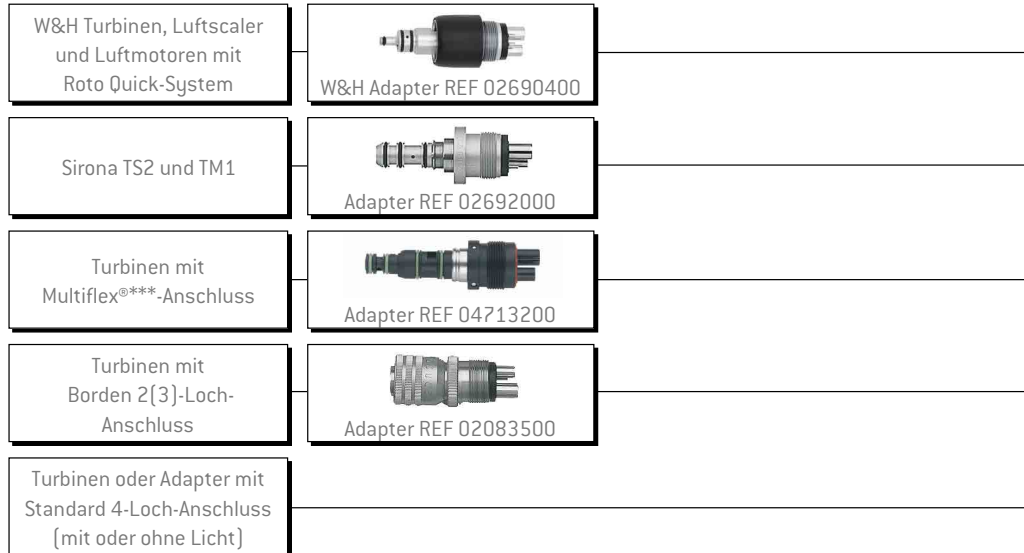 W&H Turbinen, Luftscaler
und Luftmotoren mit
Roto Quick-System
W&H Adapter REF 02690400
Sirona TS2 und TM1
Adapter REF 02692000
Turbinen mit
Multiflex®***-Anschluss
Adapter REF 04713200
Turbinen mit
Borden 2(3)-Loch-
Anschluss
Adapter REF 02083500
Turbinen oder Adapter mit
Standard 4-Loch-Anschluss
(mit oder ohne Licht)